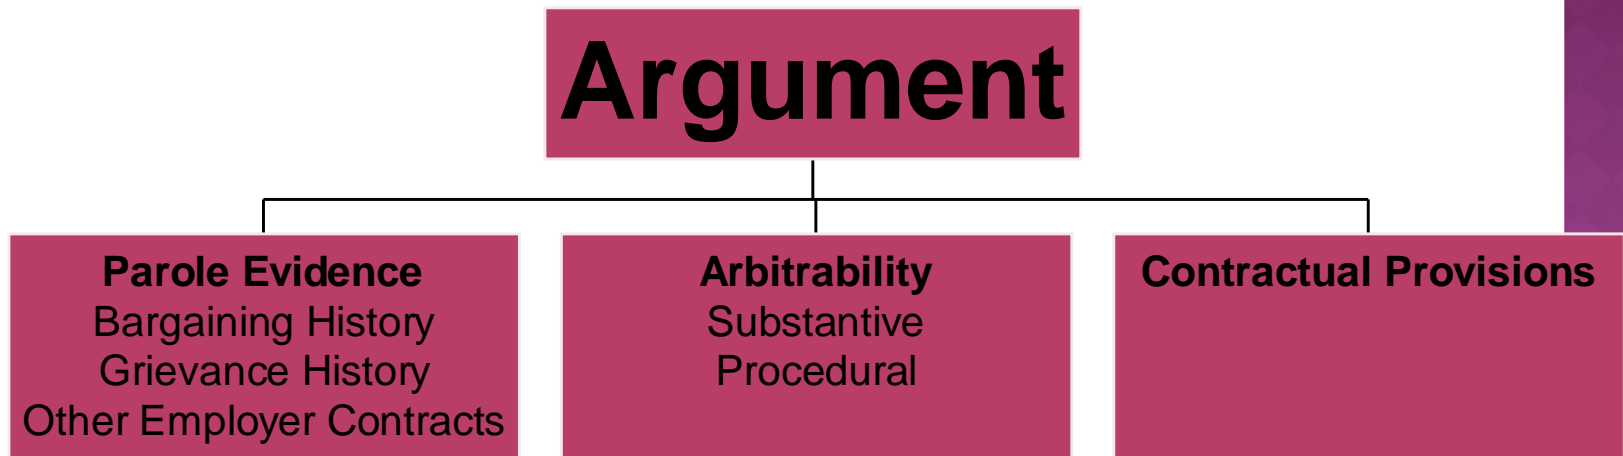 Argument
Parole Evidence
Bargaining History
Grievance History
Other Employer Contracts
Arbitrability
Substantive
Procedural
Contractual Provisions